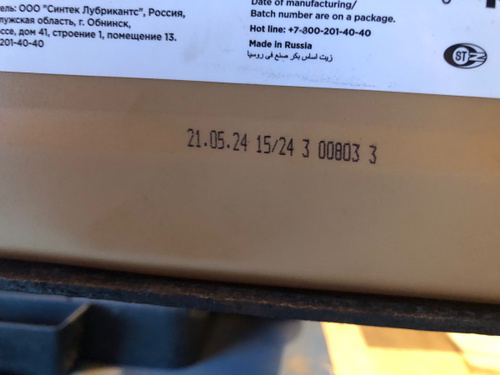 ель: ООО "Синтек Лубрикантс", Россия,
лужская область, г. Обнинск,
ссе, дом 41, строение 1, помещение 13.
201-40-40
Date of manufacturing/
Batch number are on a package.
Hot line: +7-800-201-40-40
Made in Russia
زيت اساس بكر صنع في روسيا
STZ
21.05.24 15/24 3 00803 3